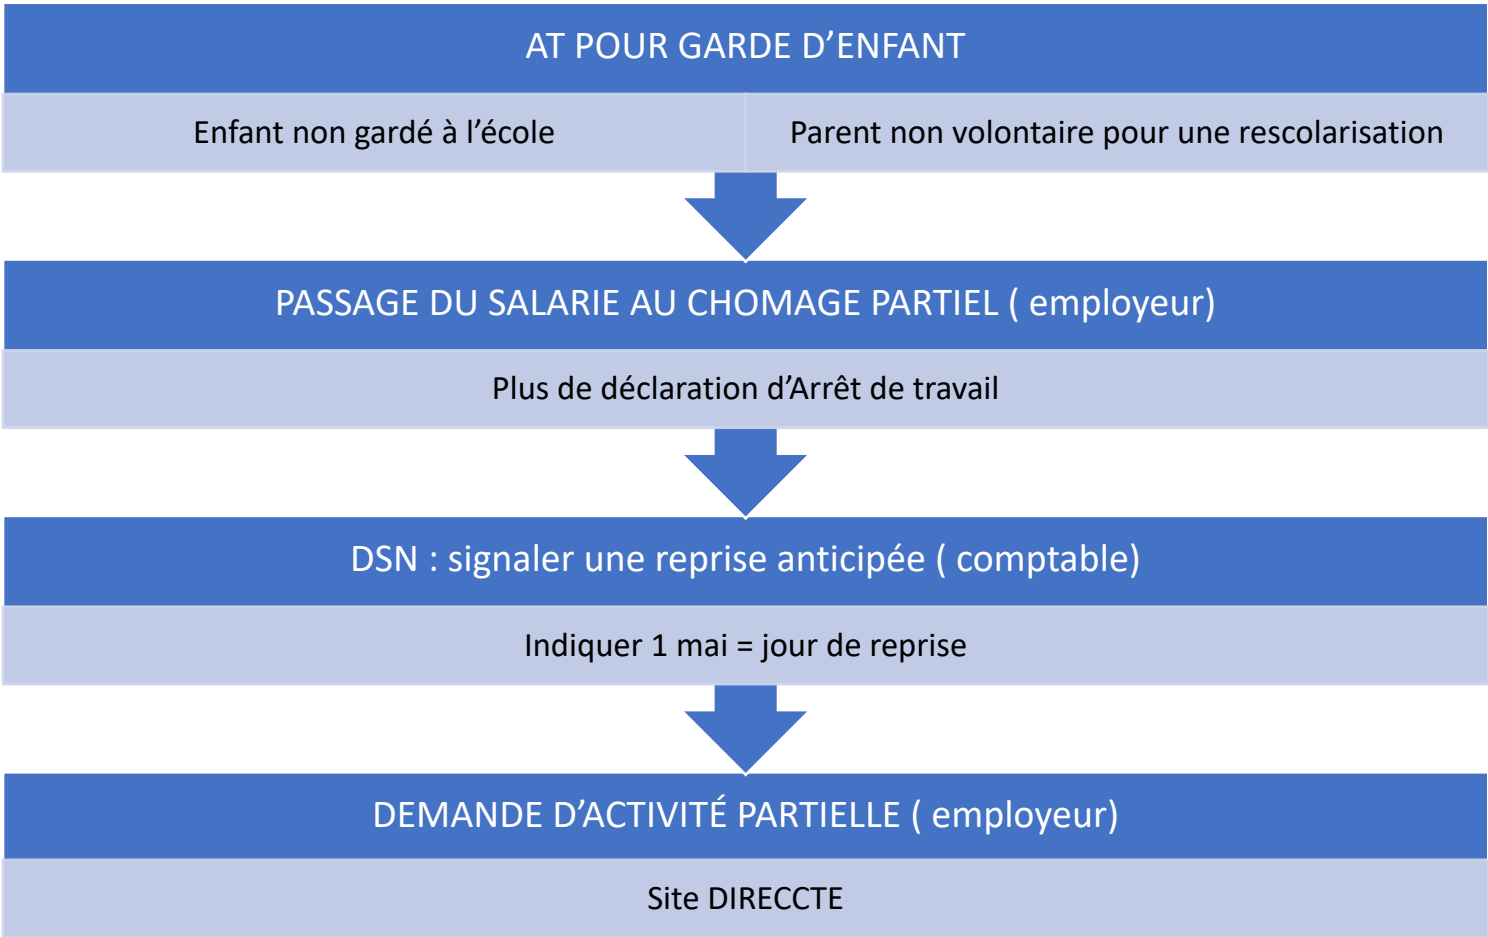 AT POUR GARDE D’ENFANT
Enfant non gardé à l’école
Parent non volontaire pour une rescolarisation
PASSAGE DU SALARIE AU CHOMAGE PARTIEL ( employeur)
Plus de déclaration d’Arrêt de travail
DSN : signaler une reprise anticipée ( comptable)
Indiquer 1 mai = jour de reprise
DEMANDE D’ACTIVITÉ PARTIELLE ( employeur)
Site DIRECCTE